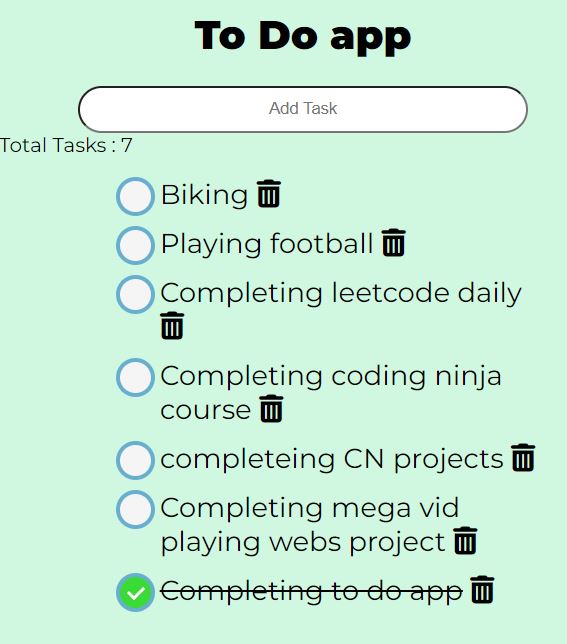 To Do app
Add Task
Total Tasks : 7
Biking
Playing football
Completing leetcode daily
Completing coding ninja
course
completeing CN projects
Completing mega vid
playing webs project
Completing to do app